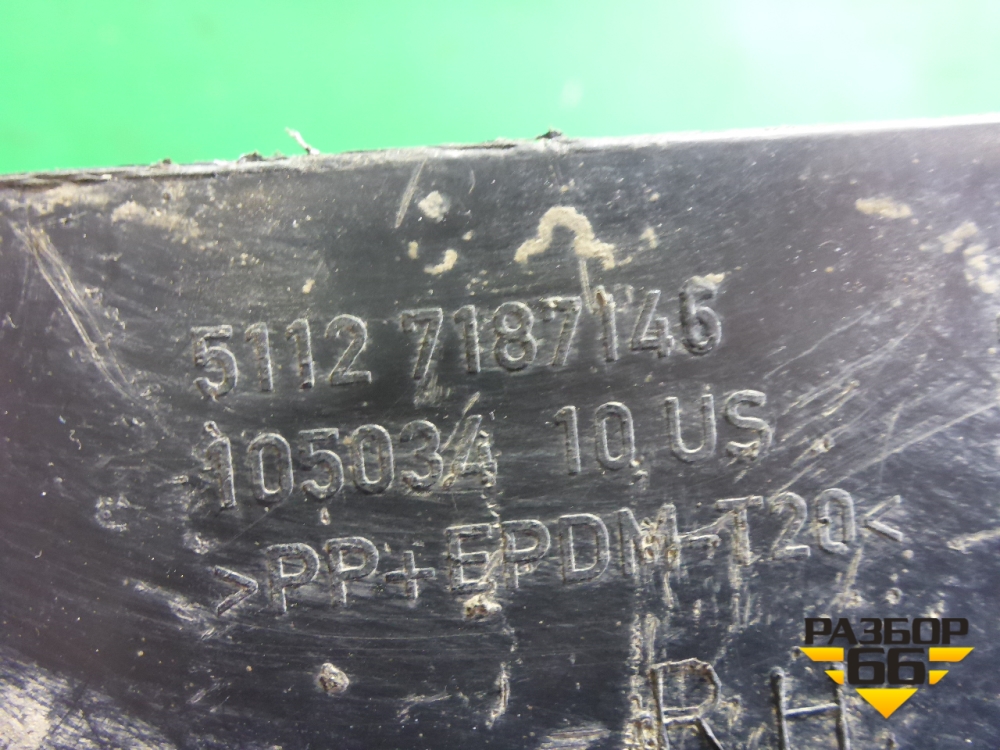 5112 7187146
105034 10 US
>PP+EPDM-T20<
RH
РАЗБОР
66